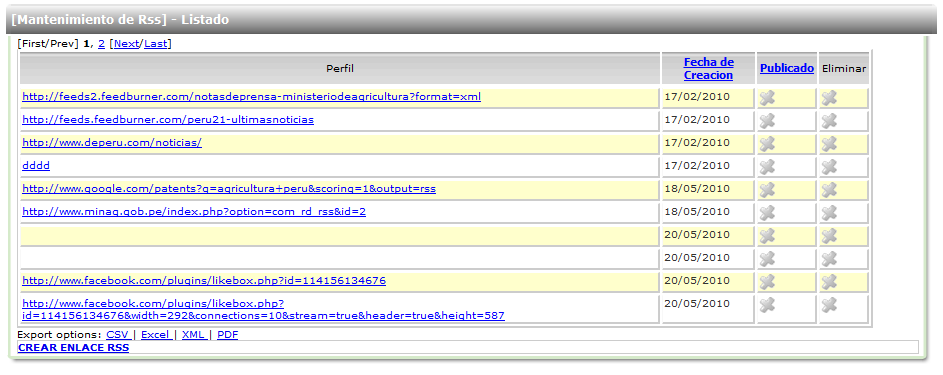 [Mantenimiento de Rss] - Listado
[First/Prev] 1, 2 [Next/Last]
Perfil Fecha de Creacion Publicado Eliminar
http://feeds2.feedburner.com/notasdeprensa-ministeriodeagricultura?format=xml 17/02/2010
http://feeds.feedburner.com/peru21-ultimasnoticias 17/02/2010
http://www.deperu.com/noticias/ 17/02/2010
dddd 17/02/2010
http://www.google.com/patents?q=agricultura+peru&scoring=1&output=rss 18/05/2010
http://www.minag.gob.pe/index.php?option=com_rd_rss&id=2 18/05/2010
20/05/2010
20/05/2010
http://www.facebook.com/plugins/likebox.php?id=114156134676 20/05/2010
http://www.facebook.com/plugins/likebox.php? 20/05/2010
id=114156134676&width=292&connections=10&stream=true&header=true&height=587
Export options: CSV | Excel | XML | PDF
CREAR ENLACE RSS